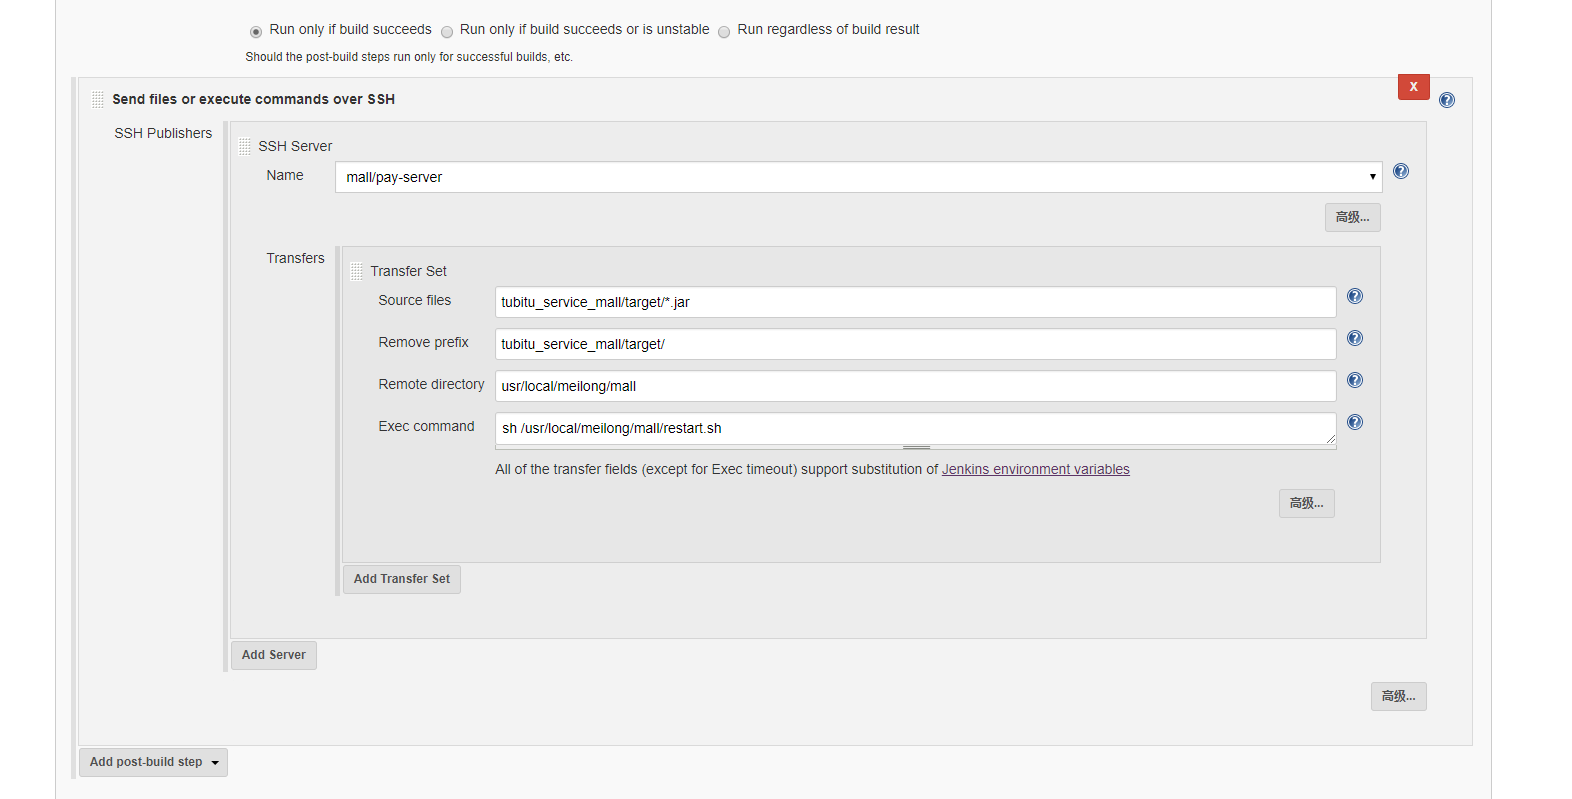 Run only if build succeeds Run only if build succeeds or is unstable Run regardless of build result
Should the post-build steps run only for successful builds, etc.
X
Send files or execute commands over SSH
SSH Publishers
SSH Server
Name mall/pay-server
高级...
Transfers
Transfer Set
Source files tubitu_service_mall/target/*.jar
Remove prefix tubitu_service_mall/target/
Remote directory usr/local/meilong/mall
Exec command sh /usr/local/meilong/mall/restart.sh
All of the transfer fields (except for Exec timeout) support substitution of Jenkins environment variables
高级...
Add Transfer Set
Add Server
高级...
Add post-build step